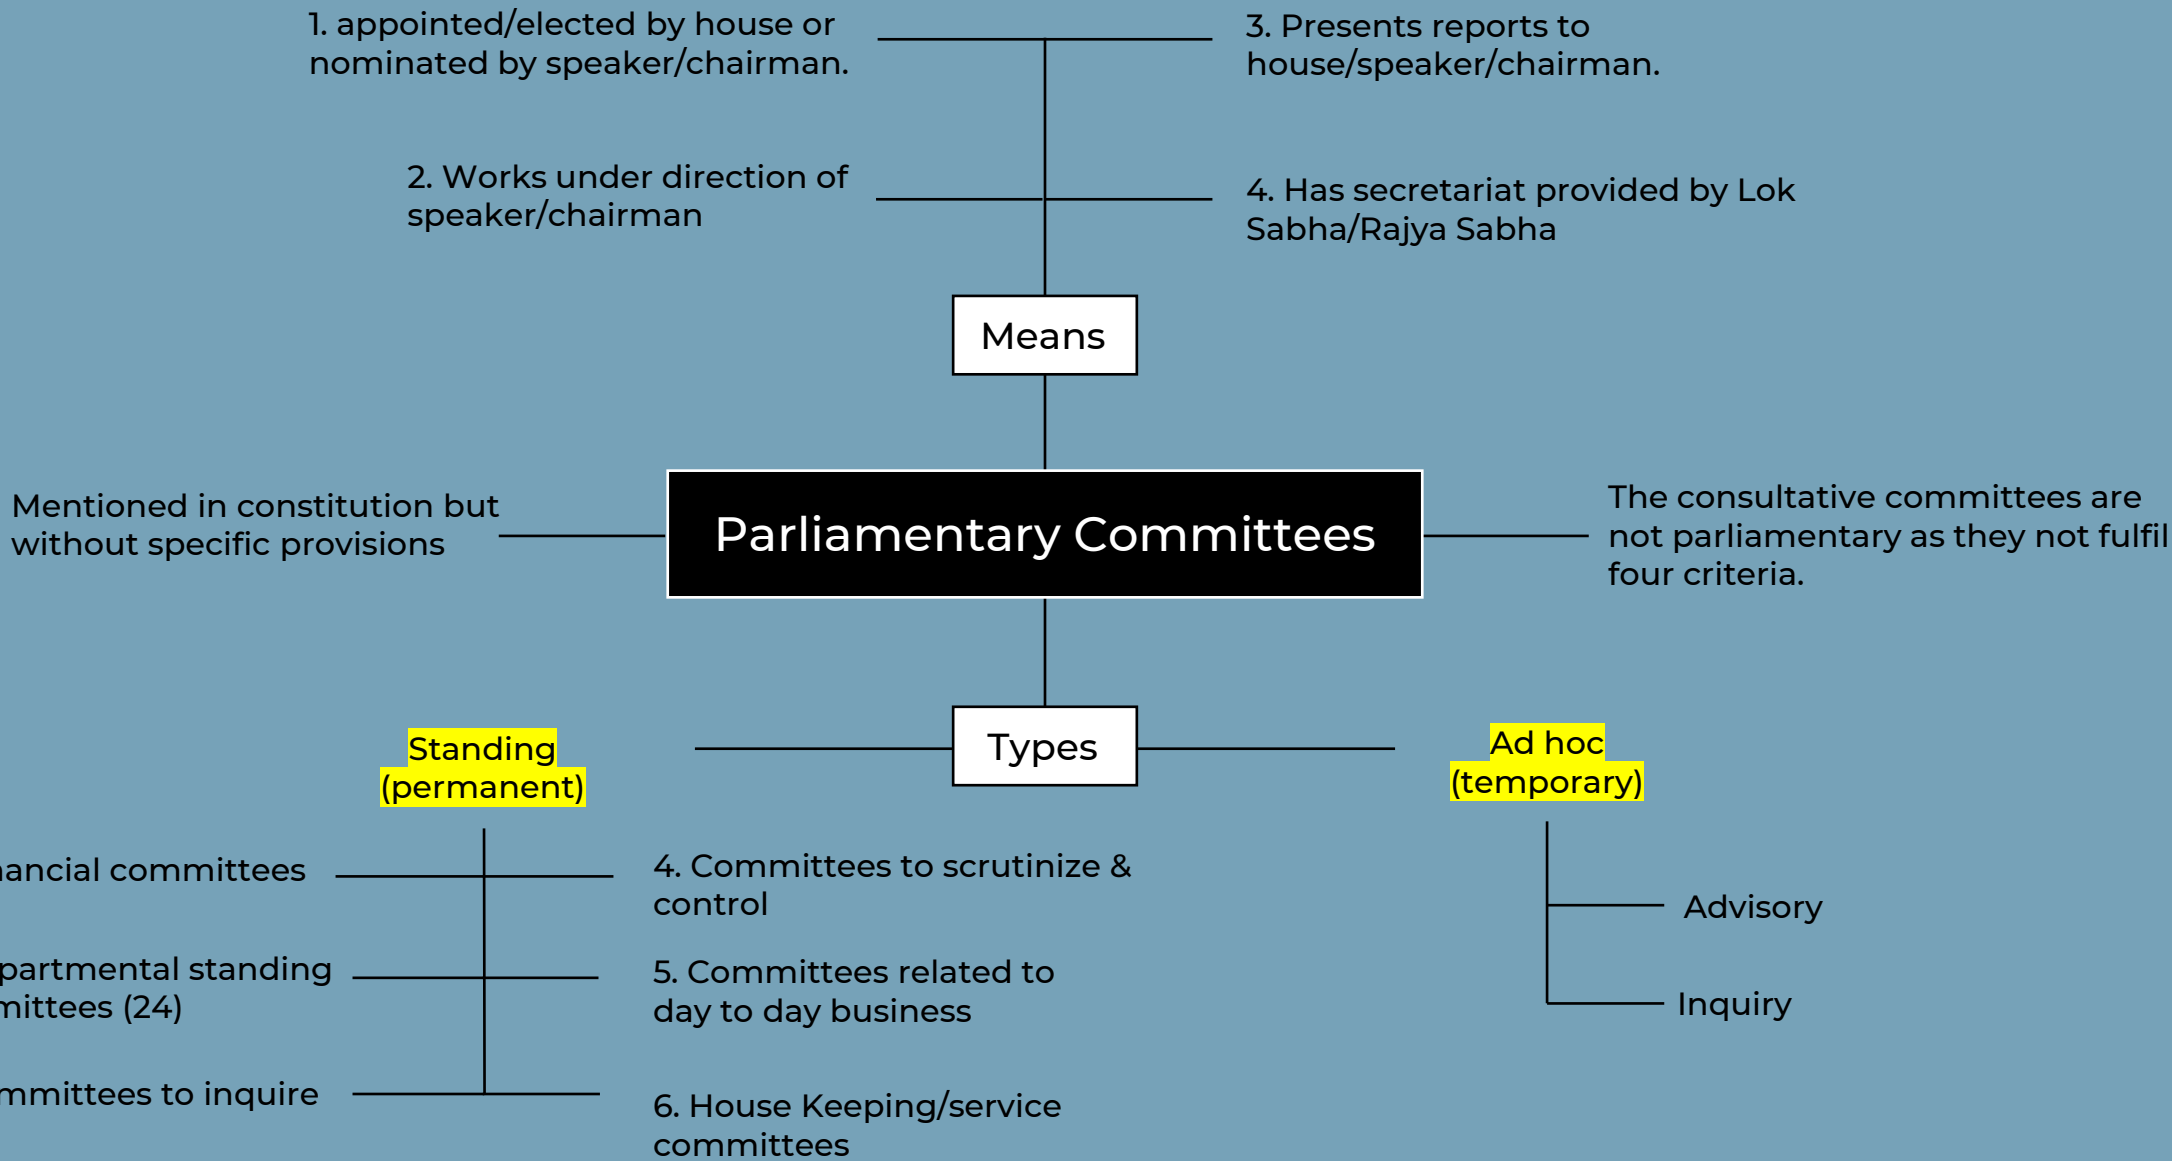 1. appointed/elected by house or
nominated by speaker/chairman.
3. Presents reports to
house/speaker/chairman.
2. Works under direction of
speaker/chairman
4. Has secretariat provided by Lok
Sabha/Rajya Sabha
Means
Mentioned in constitution but
without specific provisions
Parliamentary Committees
The consultative committees are
not parliamentary as they not fulfil
four criteria.
Types
Standing
(permanent)
Ad hoc
(temporary)
committees
standing
(24)
to inquire
4. Committees to scrutinize &
control
5. Committees related to
day to day business
6. House Keeping/service
committees
Advisory
Inquiry